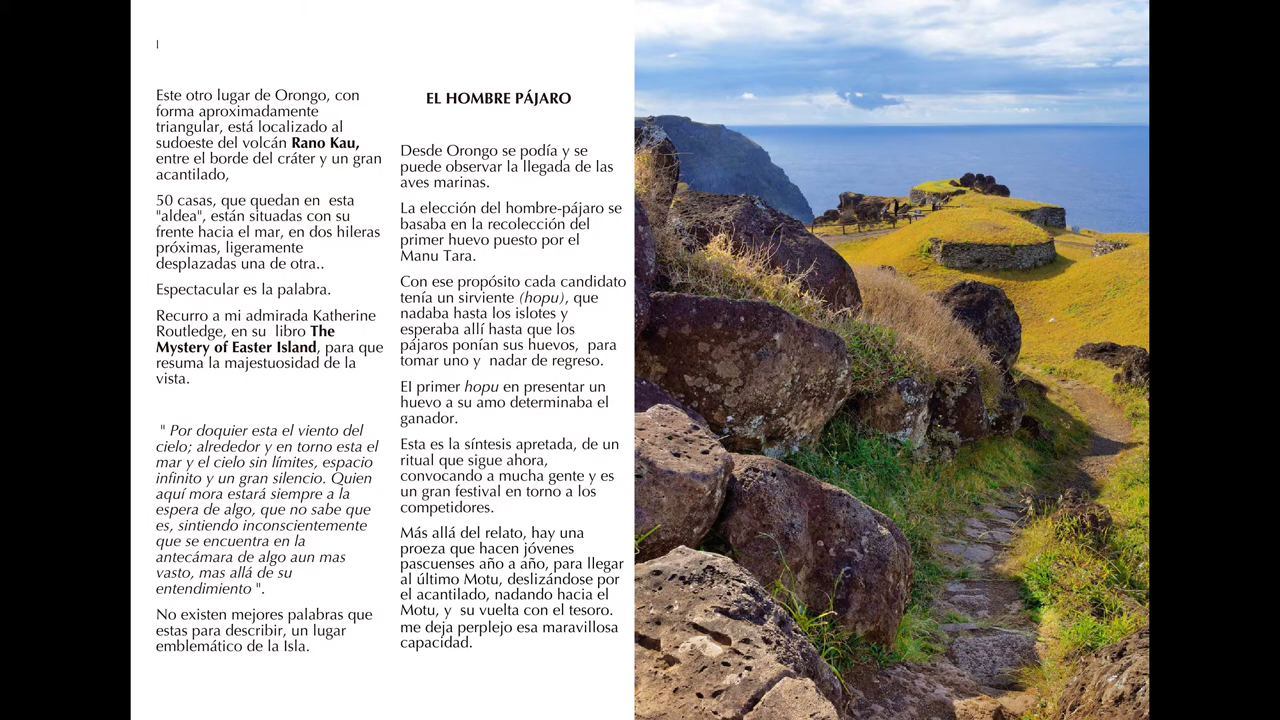 I
Este otro lugar de Orongo, con
forma aproximadamente
triangular, está localizado al
sudoeste del volcán Rano Kau,
entre el borde del cráter y un gran
acantilado,
50 casas, que quedan en esta
"aldea", están situadas con su
frente hacia el mar, en dos hileras
próximas, ligeramente
desplazadas una de otra..
Espectacular es la palabra.
Recurro a mi admirada Katherine
Routledge, en su libro The
Mystery of Easter Island, para que
resuma la majestuosidad de la
vista.
" Por doquier esta el viento del
cielo; alrededor y en torno esta el
mar y el cielo sin límites, espacio
infinito y un gran silencio. Quien
aquí mora estará siempre a la
espera de algo, que no sabe que
es, sintiendo inconscientemente
que se encuentra en la
antecámara de algo aun mas
vasto, mas allá de su
entendimiento ".
No existen mejores palabras que
estas para describir, un lugar
emblemático de la Isla.
EL HOMBRE PÁJARO
Desde Orongo se podía y se
puede observar la llegada de las
aves marinas.
La elección del hombre-pájaro se
basaba en la recolección del
primer huevo puesto por el
Manu Tara.
Con ese propósito cada candidato
tenía un sirviente (hopu), que
nadaba hasta los islotes y
esperaba allí hasta que los
pájaros ponían sus huevos, para
tomar uno y nadar de regreso.
El primer hopu en presentar un
huevo a su amo determinaba el
ganador.
Esta es la síntesis apretada, de un
ritual que sigue ahora,
convocando a mucha gente y es
un gran festival en torno a los
competidores.
Más allá del relato, hay una
proeza que hacen jóvenes
pascuenses año a año, para llegar
al último Motu, deslizándose por
el acantilado, nadando hacia el
Motu, y su vuelta con el tesoro.
me deja perplejo esa maravillosa
capacidad.